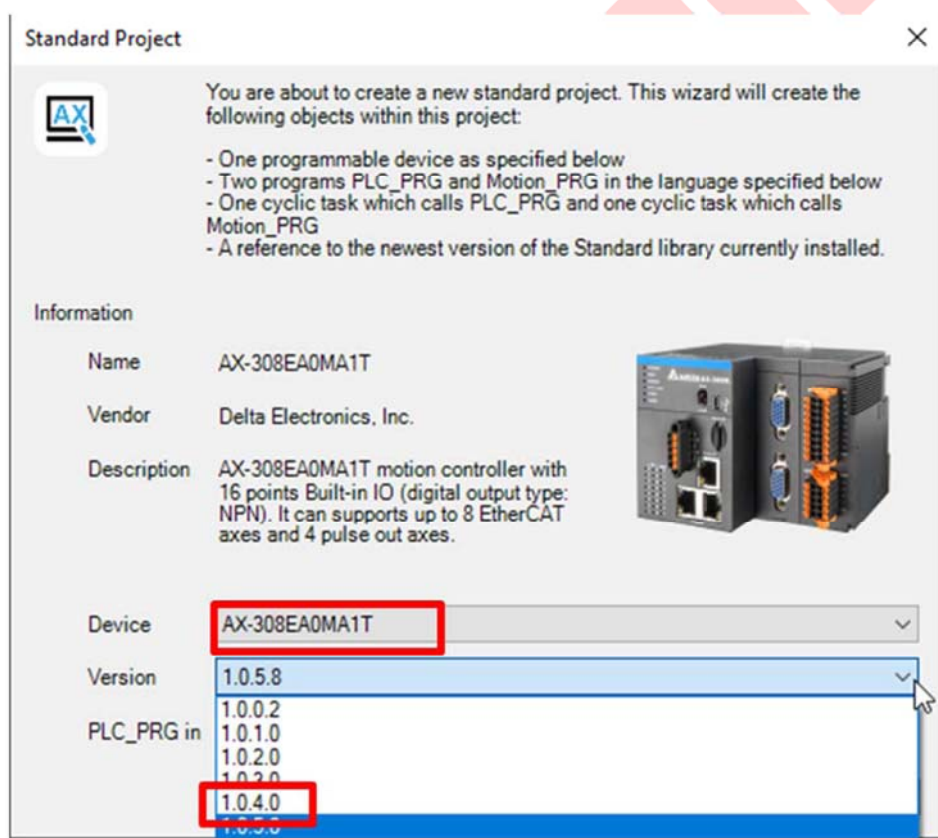 Standard Project
AX
You are about to create a new standard project. This wizard will create the
following objects within this project:
- One programmable device as specified below
- Two programs PLC_PRG and Motion_PRG in the language specified below
- One cyclic task which calls PLC_PRG and one cyclic task which calls
Motion_PRG
- A reference to the newest version of the Standard library currently installed.
Information
Name AX-308EA0MA1T
Vendor Delta Electronics, Inc.
Description AX-308EA0MA1T motion controller with
16 points Built-in IO (digital output type:
NPN). It can supports up to 8 EtherCAT
axes and 4 pulse out axes.
Device AX-308EA0MA1T
Version 1.0.5.8
1.0.0.2
PLC_PRG in 1.0.1.0
1.0.2.0
1.0.3.0
1.0.4.0